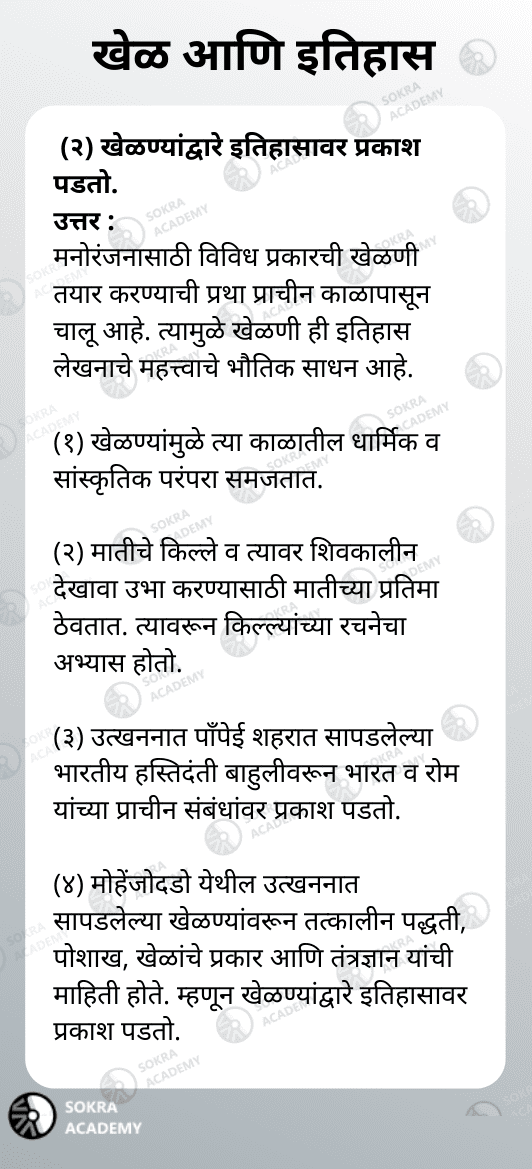 खेळ आणि इतिहास
(२) खेळण्यांद्वारे इतिहासावर प्रकाश
पडतो.
उत्तर :
मनोरंजनासाठी विविध प्रकारची खेळणी
तयार करण्याची प्रथा प्राचीन काळापासून
चालू आहे. त्यामुळे खेळणी ही इतिहास
लेखनाचे महत्त्वाचे भौतिक साधन आहे.
(१) खेळण्यांमुळे त्या काळातील धार्मिक व
सांस्कृतिक परंपरा समजतात.
(२) मातीचे किल्ले व त्यावर शिवकालीन
देखावा उभा करण्यासाठी मातीच्या प्रतिमा
ठेवतात. त्यावरून किल्ल्यांच्या रचनेचा
अभ्यास होतो.
(३) उत्खननात पाँपेई शहरात सापडलेल्या
भारतीय हस्तिदंती बाहुलीवरून भारत व रोम
यांच्या प्राचीन संबंधांवर प्रकाश पडतो.
(४) मोहेंजोदडो येथील उत्खननात
सापडलेल्या खेळण्यांवरून तत्कालीन पद्धती,
पोशाख, खेळांचे प्रकार आणि तंत्रज्ञान यांची
माहिती होते. म्हणून खेळण्यांद्वारे इतिहासावर
प्रकाश पडतो.
SOKRA
ACADEMY